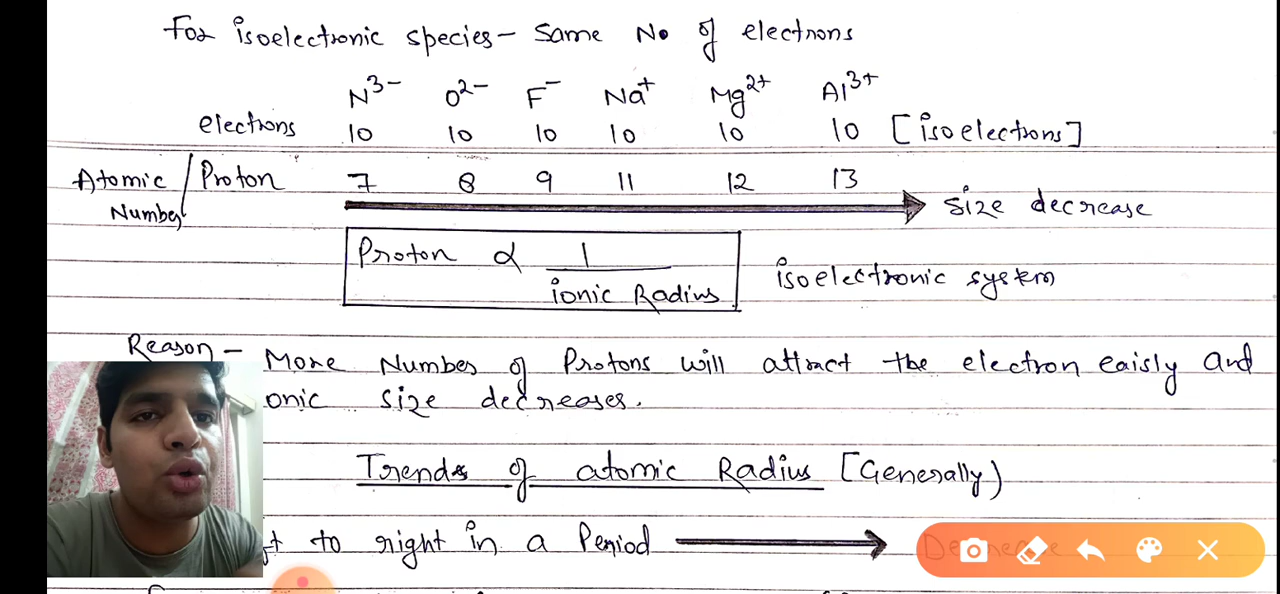 For isoelectronic species - Same No of electrons
N³⁻ O²⁻ F⁻ Na⁺ Mg²⁺ Al³⁺
electrons 10 10 10 10 10 10 [isoelectrons]
Atomic Number / Proton 7 8 9 11 12 13
Size decrease
Proton ∝ 1 / ionic Radius
isoelectronic system
Reason - More Number of Protons will attract the electron eaisly and
onic size decreases.
Trends of atomic Radius [Generally)
to right in a Period